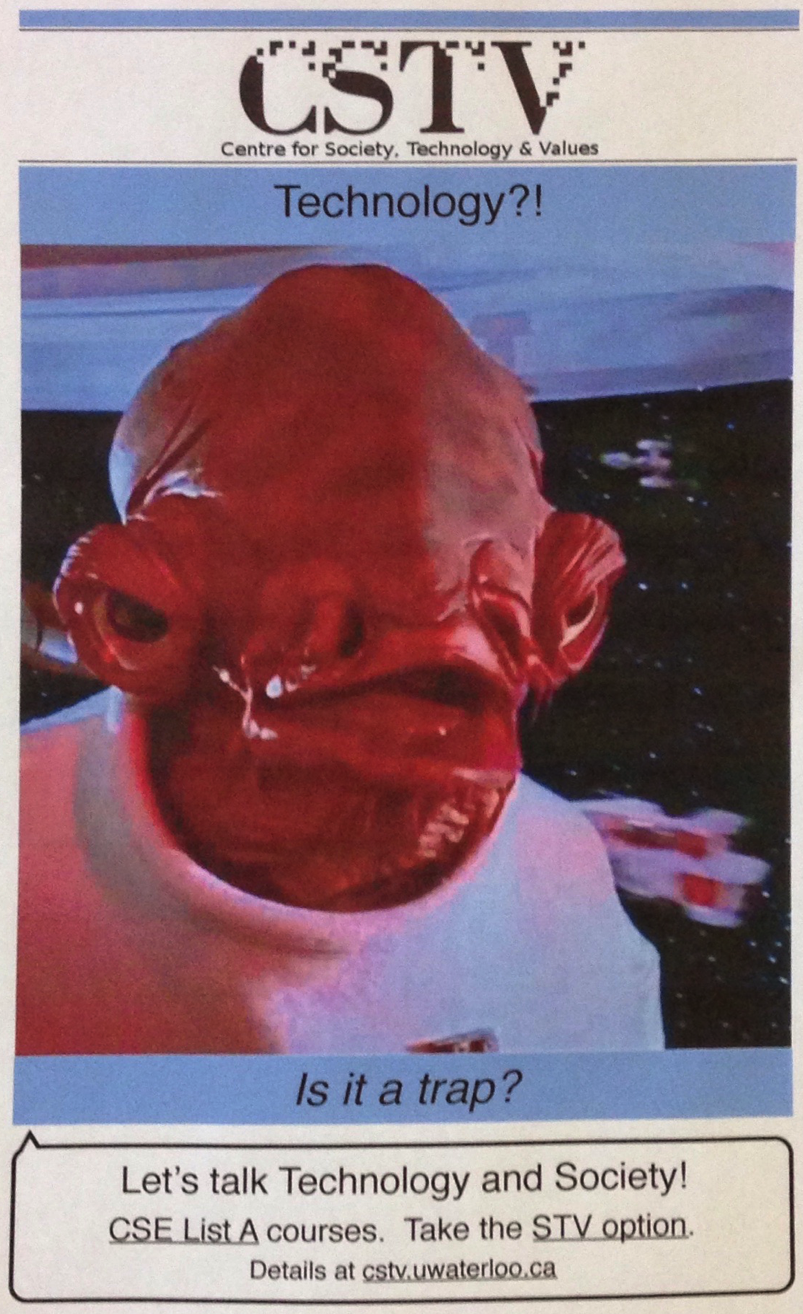 CSTV
Centre for Society, Technology & Values
Technology?!
Is it a trap?
Let's talk Technology and Society!
CSE List A courses. Take the STV option.
Details at cstv.uwaterloo.ca